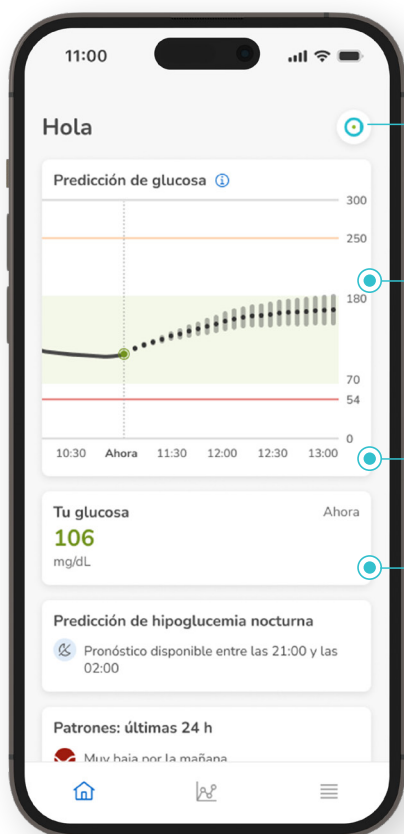 11:00
Hola
Predicción de glucosa
300
250
180
70
54
0
10:30 Ahora 11:30 12:00 12:30 13:00
Tu glucosa Ahora
106
mg/dL
Predicción de hipoglucemia nocturna
Pronóstico disponible entre las 21:00 y las
02:00
Patrones: últimas 24 h
Muy baja por la mañana